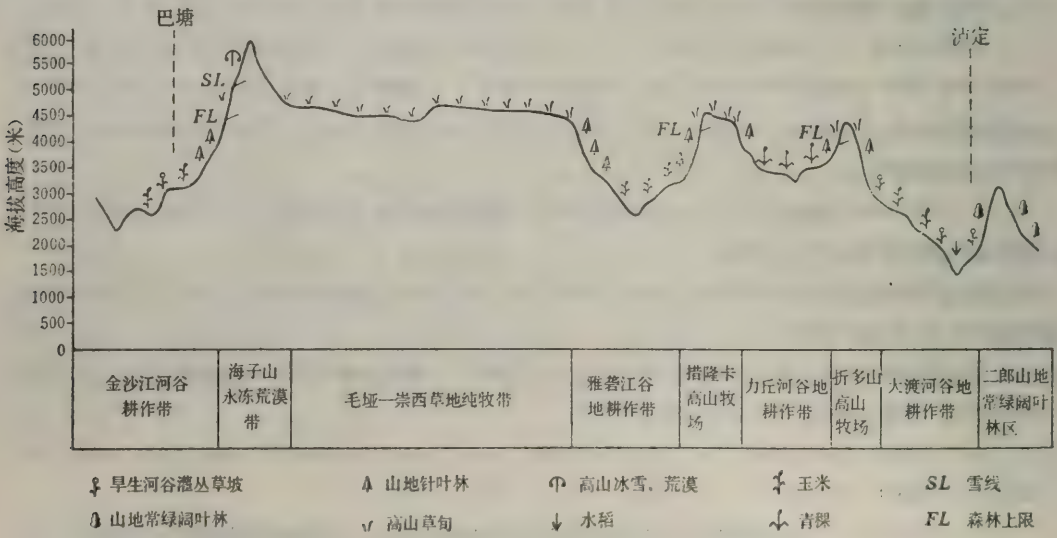 巴塘
泸定
海拔高度(米)
6000
5500
5000
4500
4000
3500
3000
2500
2000
1500
1000
500
0
SL
FL
FL
FL
金沙江河谷
耕作带
海子山
永冻荒漠
带
毛垭—崇西草地纯牧带
雅砻江谷
地耕作带
措隆卡
高山牧
场
力丘河谷地
耕作带
折多山
高山
牧场
大渡河谷地
耕作带
二郎山地
常绿阔叶
林区
旱生河谷灌丛草坡
山地针叶林
高山冰雪、荒漠
玉米
SL 雪线
山地常绿阔叶林
高山草甸
水稻
青稞
FL 森林上限